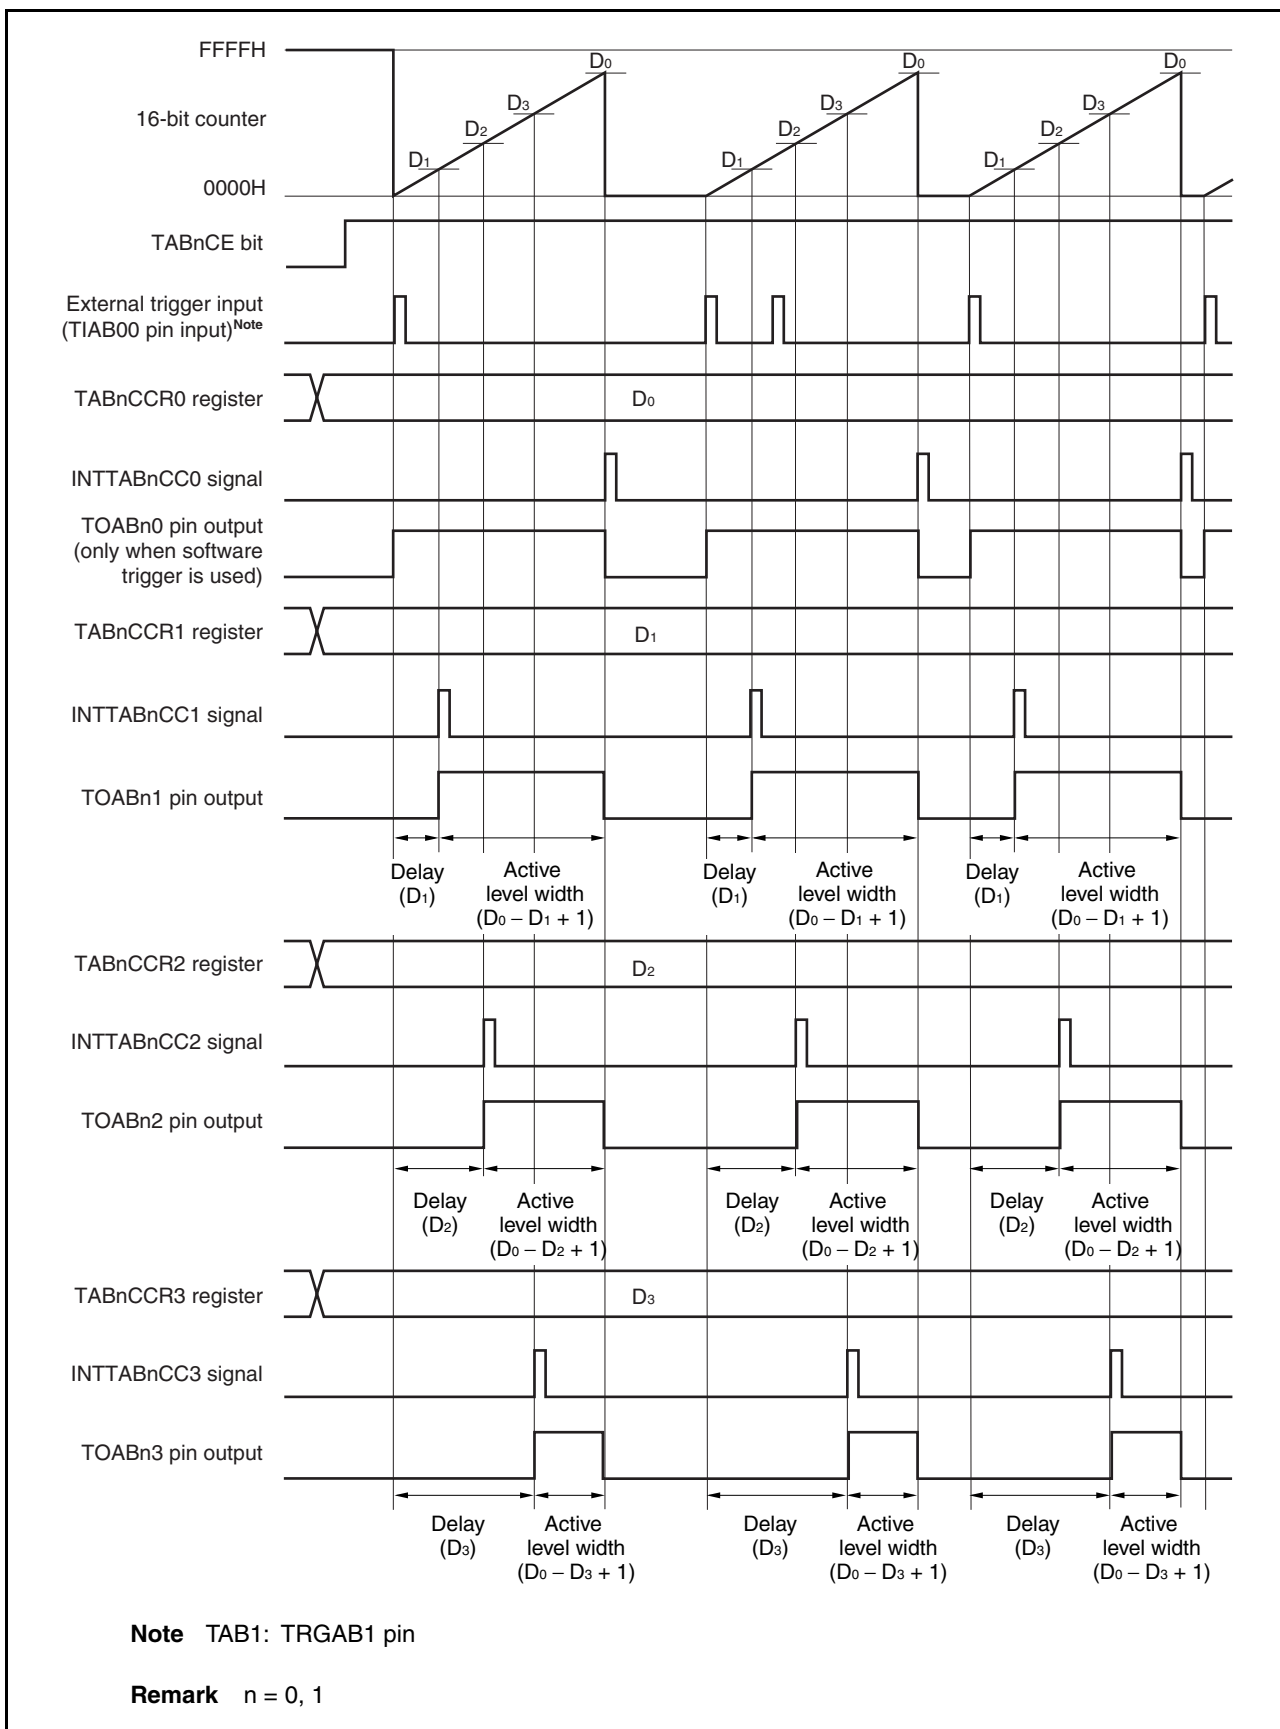 FFFFH
D0 D0 D0
16-bit counter
D3 D3 D3
D2 D2 D2
D1 D1 D1
0000H
TABnCE bit
External trigger input
(TIAB00 pin input)Note
TABnCCR0 register
D0
INTTABnCC0 signal
TOABn0 pin output
(only when software
trigger is used)
TABnCCR1 register
D1
INTTABnCC1 signal
TOABn1 pin output
Delay Active Delay Active Delay Active
(D1) level width (D1) level width (D1) level width
(D0 – D1 + 1) (D0 – D1 + 1) (D0 – D1 + 1)
TABnCCR2 register
D2
INTTABnCC2 signal
TOABn2 pin output
Delay Active Delay Active Delay Active
(D2) level width (D2) level width (D2) level width
(D0 – D2 + 1) (D0 – D2 + 1) (D0 – D2 + 1)
TABnCCR3 register
D3
INTTABnCC3 signal
TOABn3 pin output
Delay Active Delay Active Delay Active
(D3) level width (D3) level width (D3) level width
(D0 – D3 + 1) (D0 – D3 + 1) (D0 – D3 + 1)
Note TAB1: TRGAB1 pin
Remark n = 0, 1